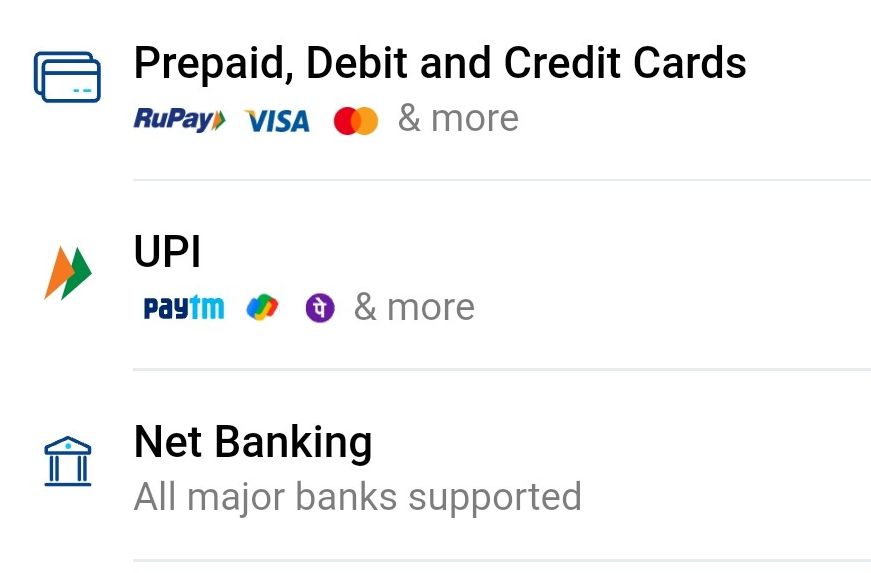 Prepaid, Debit and Credit Cards
RuPay VISA & more
UPI
paytm पे & more
Net Banking
All major banks supported